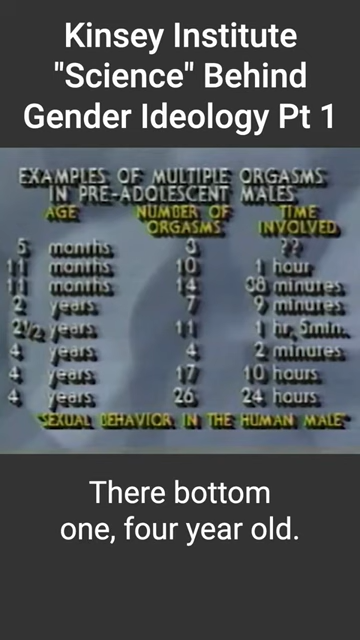 Kinsey Institute
"Science" Behind
Gender Ideology Pt 1
EXAMPLES OF MULTIPLE ORGASMS
IN PRE-ADOLESCENT MALES
AGE NUMBER OF ORGASMS TIME INVOLVED
5 months 3 ??
11 months 10 1 hour
11 months 14 38 minutes
2 years 7 9 minutes
2½ years 11 1 hr, 5min.
4 years 4 2 minutes
4 years 17 10 hours
4 years 26 24 hours
"SEXUAL BEHAVIOR IN THE HUMAN MALE"
There bottom
one, four year old.